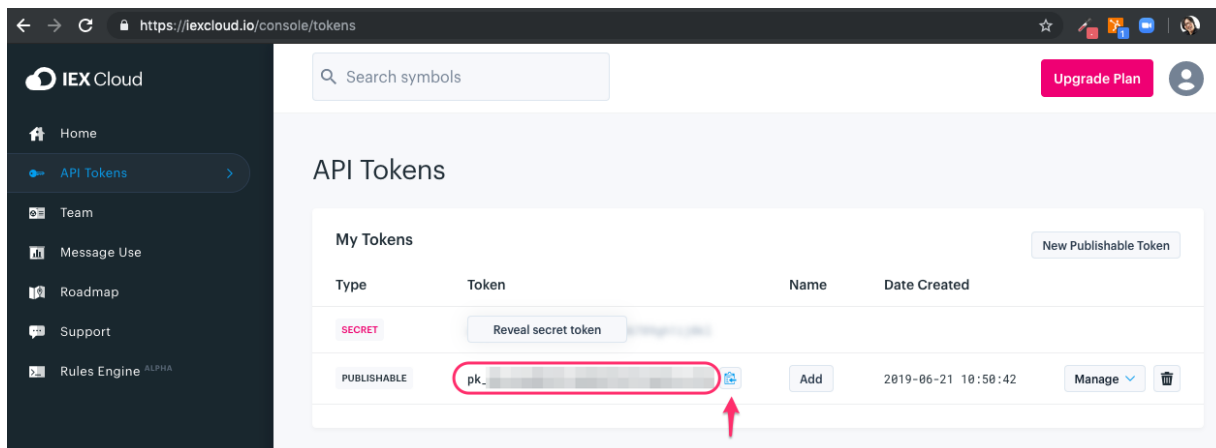 https://iexcloud.io/console/tokens
1
IEX Cloud
Search symbols
Upgrade Plan
Home
API Tokens
Team
Message Use
Roadmap
Support
Rules Engine ALPHA
API Tokens
My Tokens
New Publishable Token
Type Token Name Date Created
SECRET Reveal secret token
PUBLISHABLE pk_ Add 2019-06-21 10:50:42 Manage